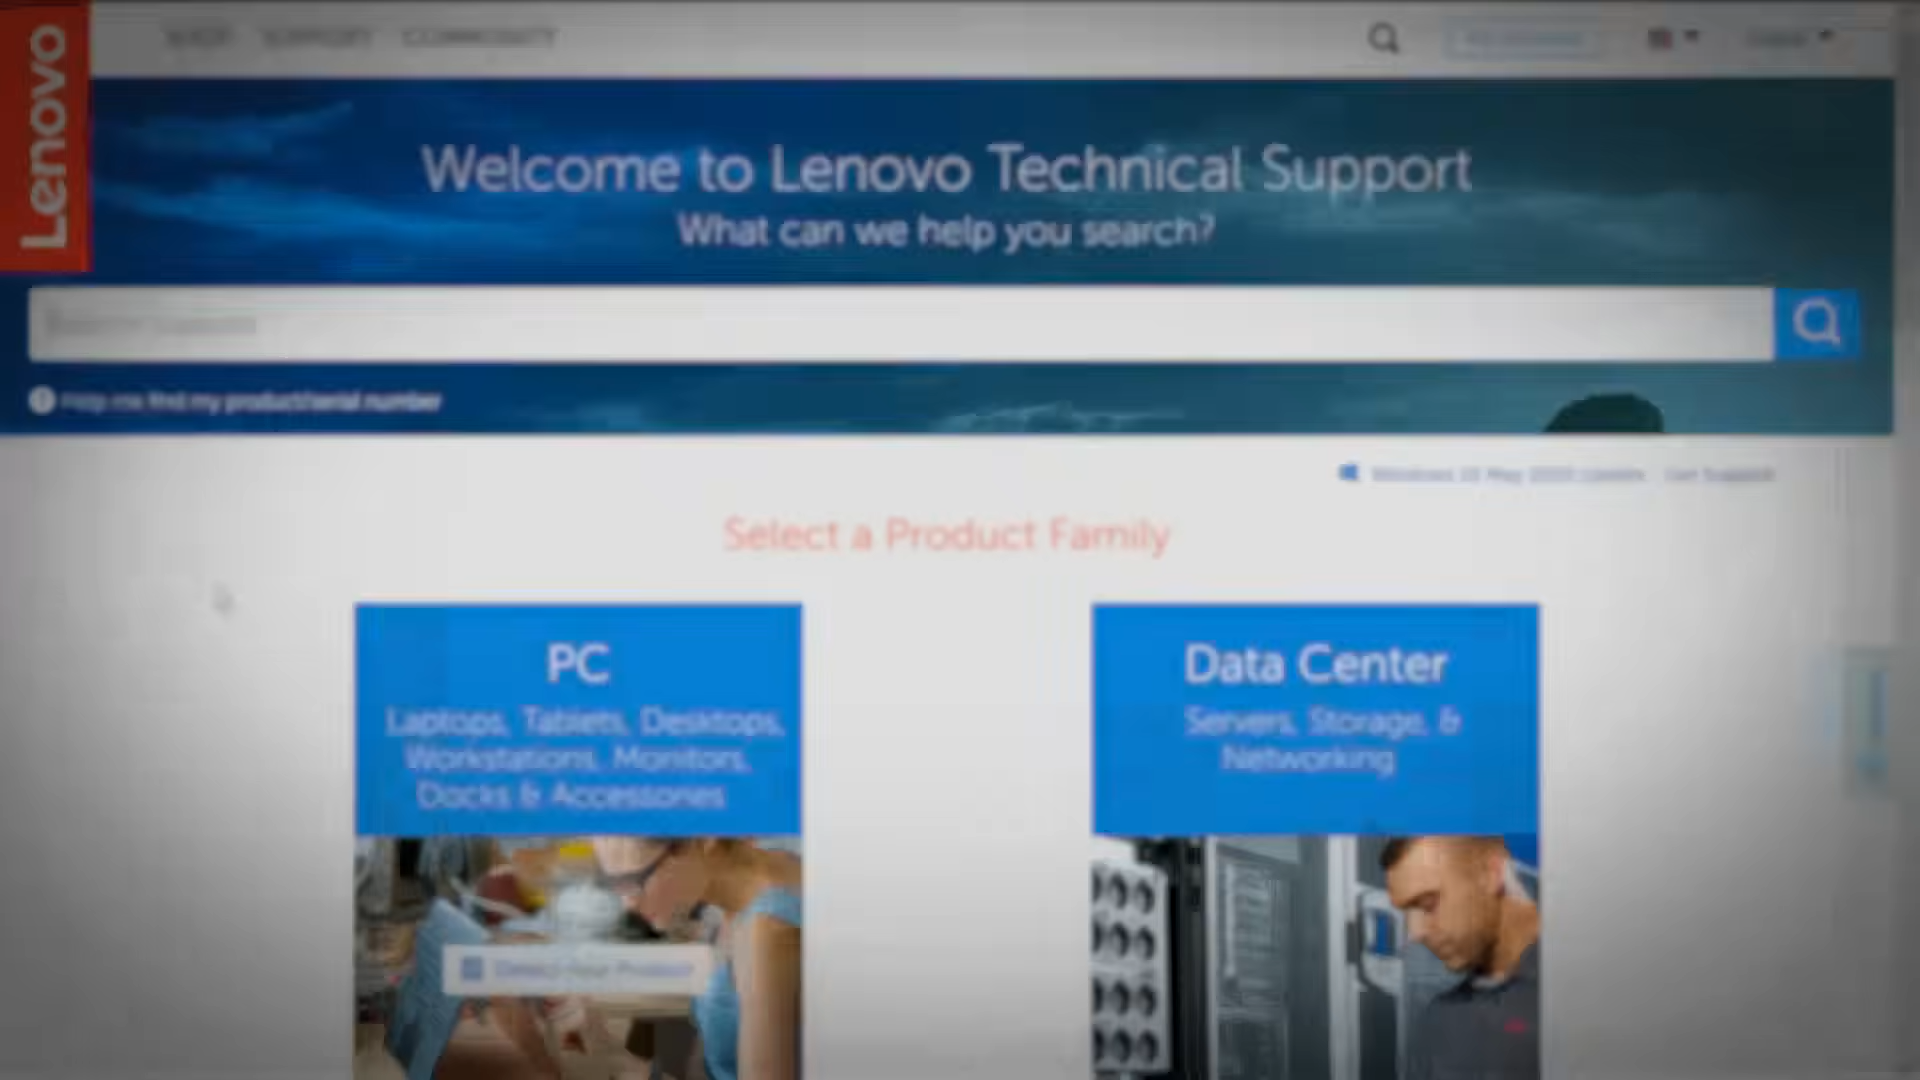 Lenovo
SHOP SUPPORT COMMUNITY
Welcome to Lenovo Technical Support
What can we help you search?
Help me find my product/serial number
Select a Product Family
PC
Laptops, Tablets, Desktops,
Workstations, Monitors,
Docks & Accessories
Data Center
Servers, Storage, &
Networking